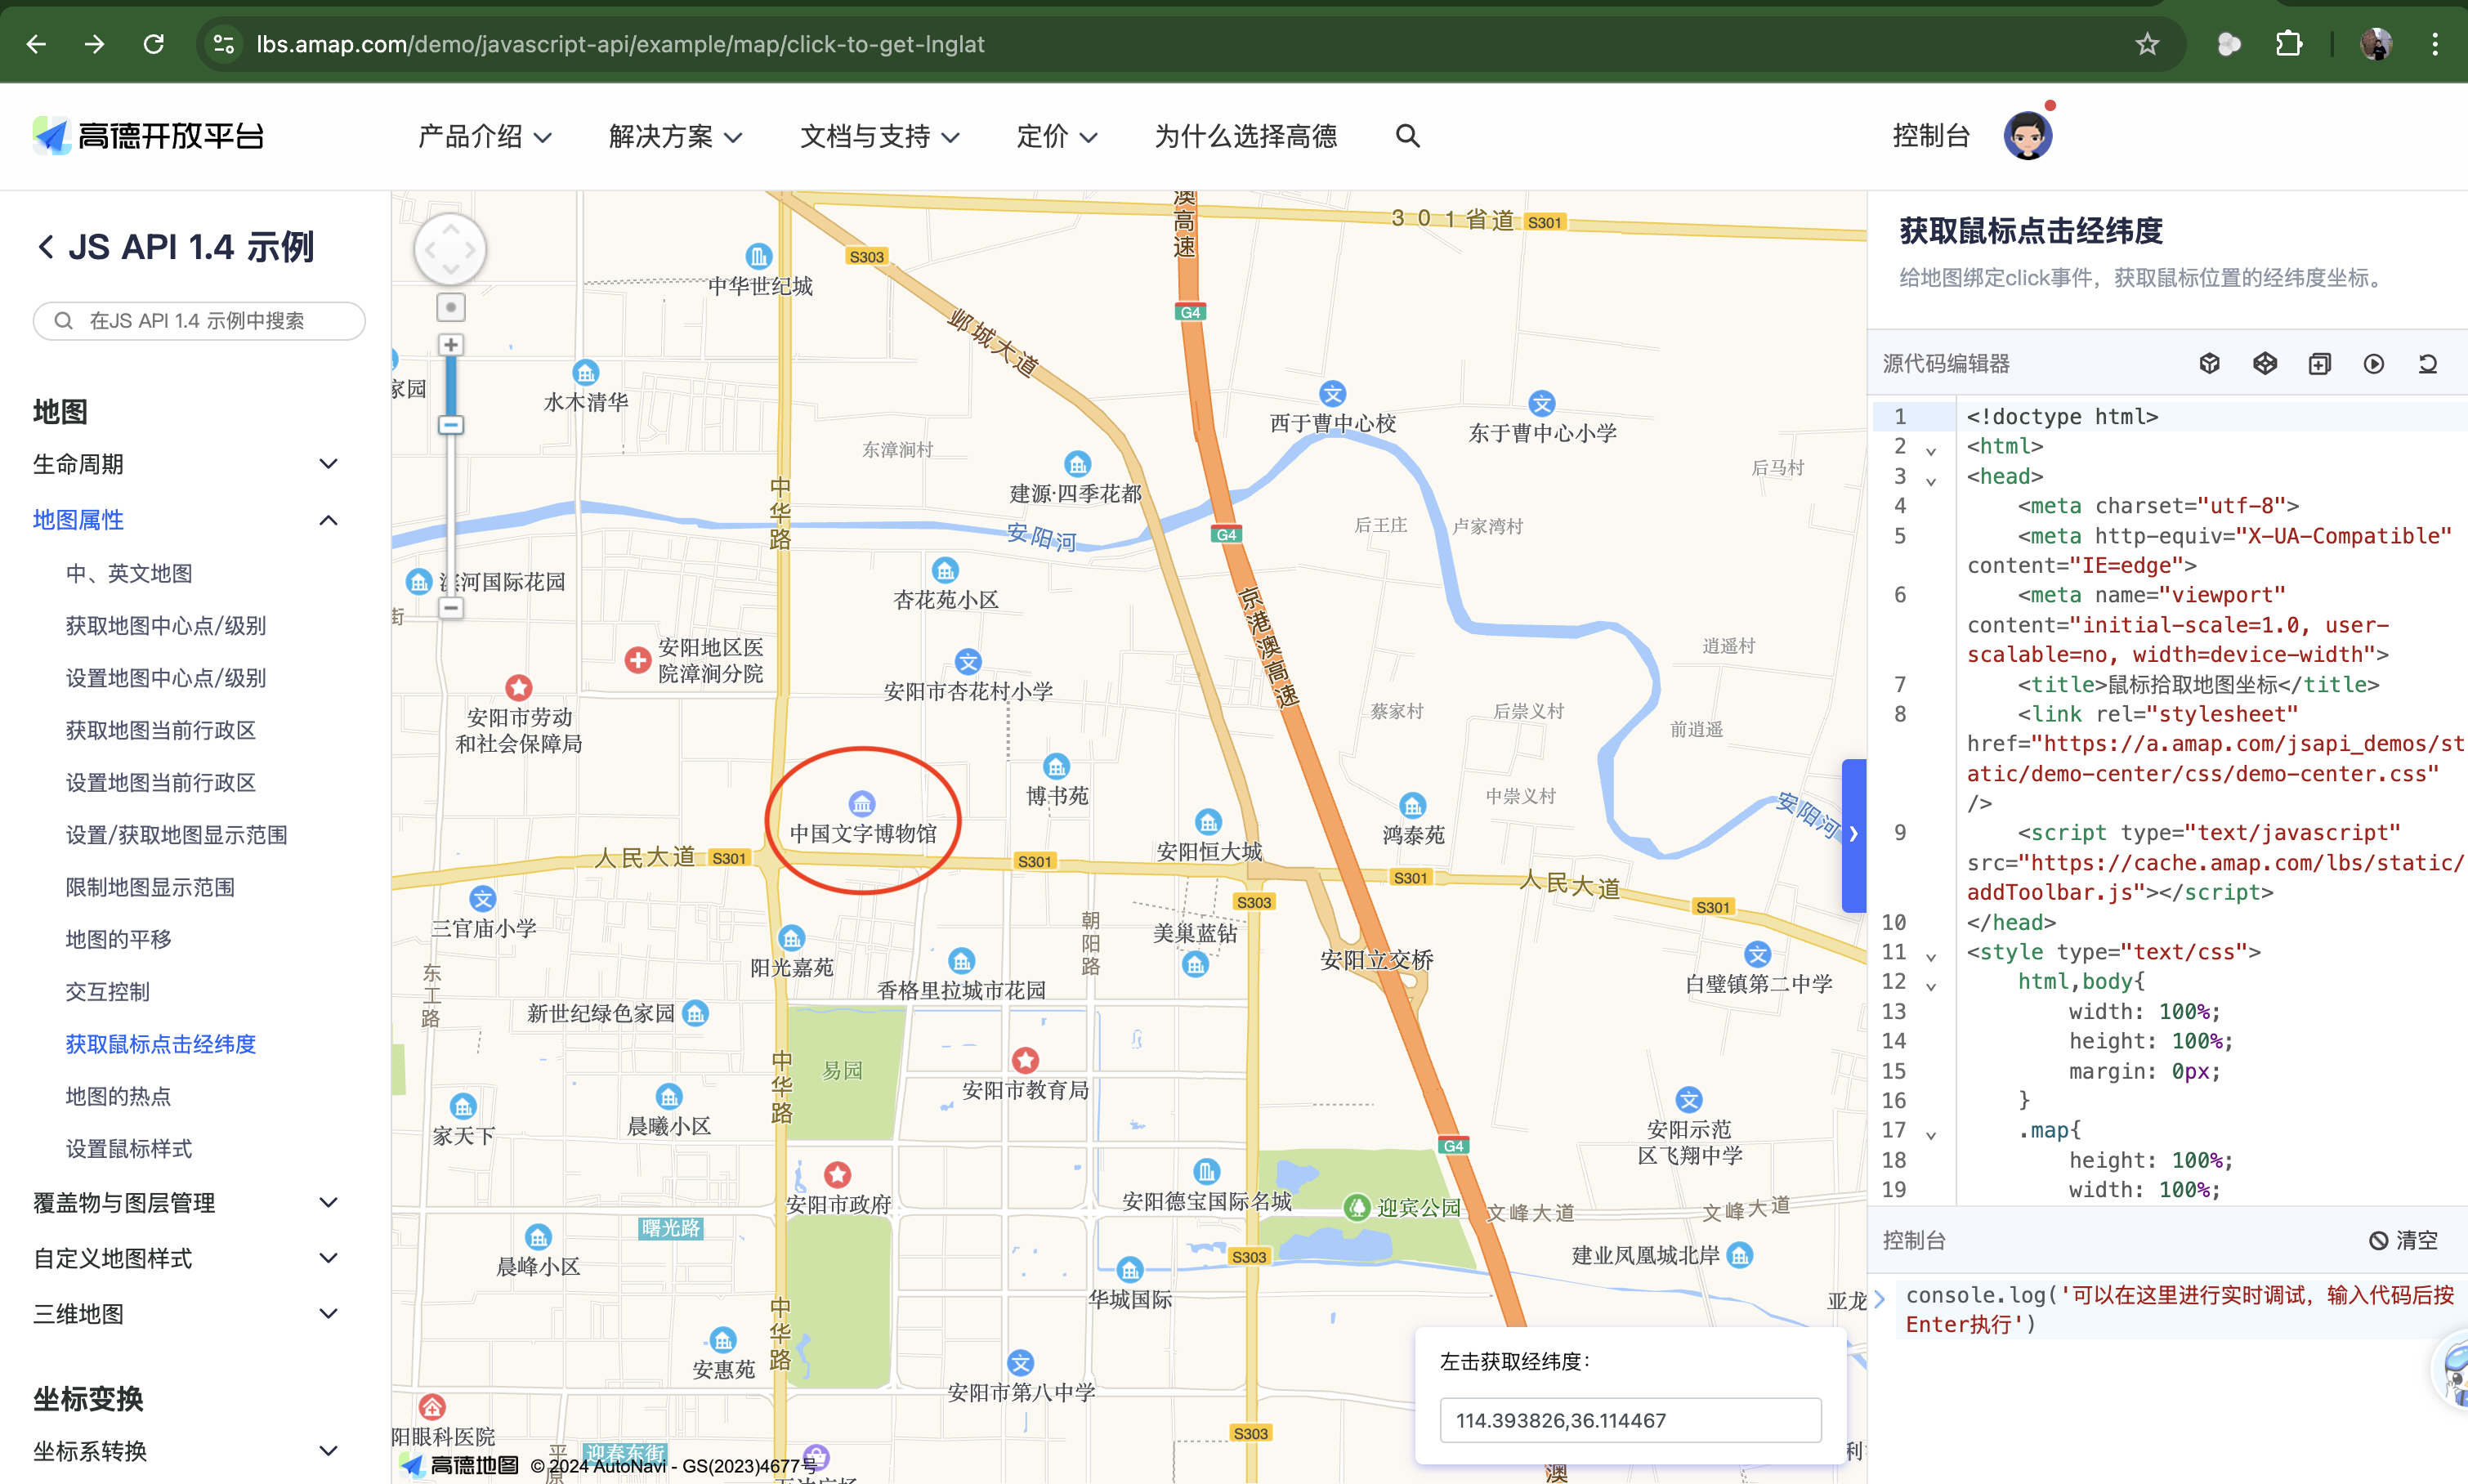 lbs.amap.com/demo/javascript-api/example/map/click-to-get-lnglat
高德开放平台
产品介绍
解决方案
文档与支持
定价
为什么选择高德
控制台
JS API 1.4 示例
在JS API 1.4 示例中搜索
地图
生命周期
地图属性
中、英文地图
获取地图中心点/级别
设置地图中心点/级别
获取地图当前行政区
设置地图当前行政区
设置/获取地图显示范围
限制地图显示范围
地图的平移
交互控制
获取鼠标点击经纬度
地图的热点
设置鼠标样式
覆盖物与图层管理
自定义地图样式
三维地图
坐标变换
坐标系转换
澳高速
301省道
S301
S303
中华世纪城
G4
邺城大道
家园
水木清华
西于曹中心校
东于曹中心小学
东漳涧村
后马村
建源·四季花都
中华路
安阳河
后王庄
卢家湾村
G4
滨河国际花园
杏花苑小区
街
京港澳高速
安阳地区医
院漳涧分院
安阳市杏花村小学
逍遥村
安阳市劳动
和社会保障局
蔡家村
后崇义村
前逍遥
博书苑
中崇义村
安阳河
中国文字博物馆
安阳恒大城
鸿泰苑
人民大道
S301
S301
S301
人民大道
S301
S303
三官庙小学
朝阳路
美巢蓝钻
阳光嘉苑
安阳立交桥
白璧镇第二中学
东工路
香格里拉城市花园
新世纪绿色家园
中华路
易园
安阳市教育局
家天下
晨曦小区
安阳示范
区飞翔中学
G4
安阳市政府
安阳德宝国际名城
迎宾公园
文峰大道
文峰大道
曙光路
晨峰小区
S303
建业凤凰城北岸
华城国际
亚龙
中华路
安惠苑
安阳市第八中学
阳眼科医院
S303
迎春东街
平原
澳
利
高德地图
© 2024 AutoNavi - GS(2023)4677号
左击获取经纬度：
114.393826,36.114467
获取鼠标点击经纬度
给地图绑定click事件，获取鼠标位置的经纬度坐标。
源代码编辑器
1 <!doctype html>
2 <html>
3 <head>
4 <meta charset="utf-8">
5 <meta http-equiv="X-UA-Compatible"
content="IE=edge">
6 <meta name="viewport"
content="initial-scale=1.0, user-
scalable=no, width=device-width">
7 <title>鼠标拾取地图坐标</title>
8 <link rel="stylesheet"
href="https://a.amap.com/jsapi_demos/st
atic/demo-center/css/demo-center.css"
/>
9 <script type="text/javascript"
src="https://cache.amap.com/lbs/static/
addToolbar.js"></script>
10 </head>
11 <style type="text/css">
12 html,body{
13 width: 100%;
14 height: 100%;
15 margin: 0px;
16 }
17 .map{
18 height: 100%;
19 width: 100%;
控制台
清空
console.log('可以在这里进行实时调试，输入代码后按
Enter执行')